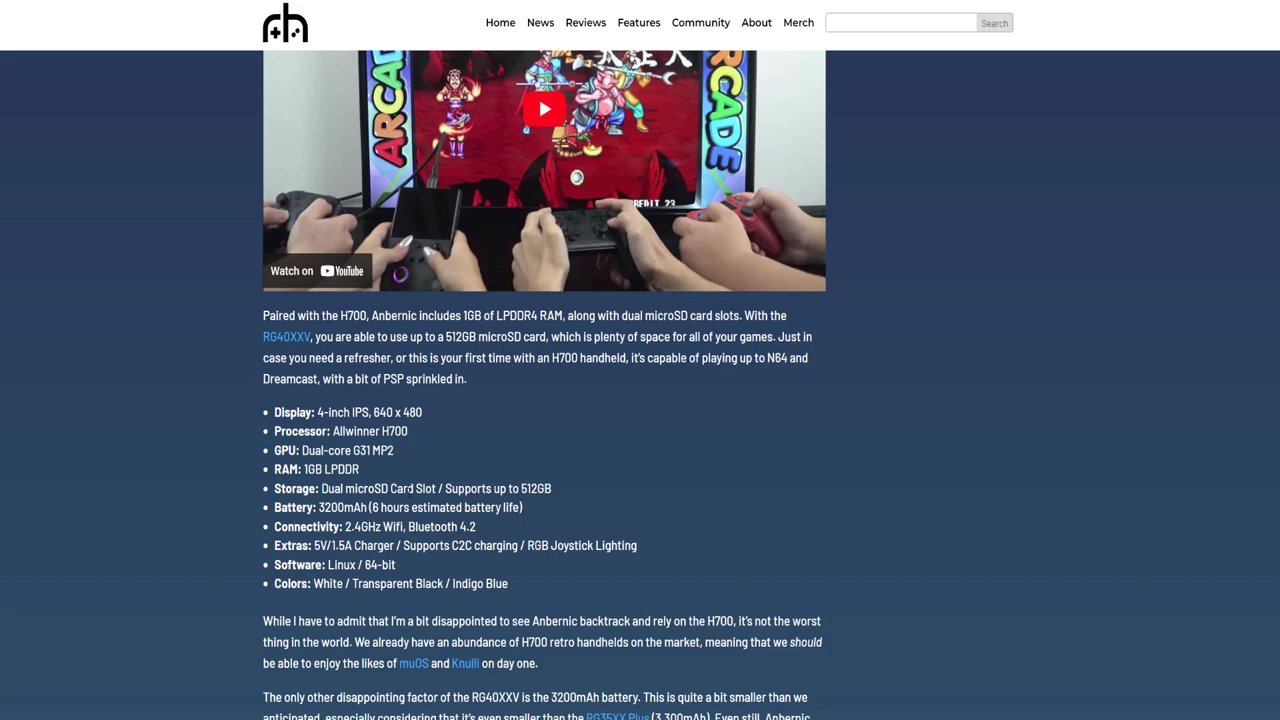 Home News Reviews Features Community About Merch Search
ARCADE
ARCADE
CREDIT 23
Watch on YouTube
Paired with the H700, Anbernic includes 1GB of LPDDR4 RAM, along with dual microSD card slots. With the
RG40XXV, you are able to use up to a 512GB microSD card, which is plenty of space for all of your games. Just in
case you need a refresher, or this is your first time with an H700 handheld, it's capable of playing up to N64 and
Dreamcast, with a bit of PSP sprinkled in.
• Display: 4-inch IPS, 640 x 480
• Processor: Allwinner H700
• GPU: Dual-core G31 MP2
• RAM: 1GB LPDDR
• Storage: Dual microSD Card Slot / Supports up to 512GB
• Battery: 3200mAh (6 hours estimated battery life)
• Connectivity: 2.4GHz Wifi, Bluetooth 4.2
• Extras: 5V/1.5A Charger / Supports C2C charging / RGB Joystick Lighting
• Software: Linux / 64-bit
• Colors: White / Transparent Black / Indigo Blue
While I have to admit that I'm a bit disappointed to see Anbernic backtrack and rely on the H700, it's not the worst
thing in the world. We already have an abundance of H700 retro handhelds on the market, meaning that we should
be able to enjoy the likes of muOS and Knulli on day one.
The only other disappointing factor of the RG40XXV is the 3200mAh battery. This is quite a bit smaller than we
anticipated, especially considering that it's even smaller than the RG35XX Plus (3,300mAh). Even still, Anbernic